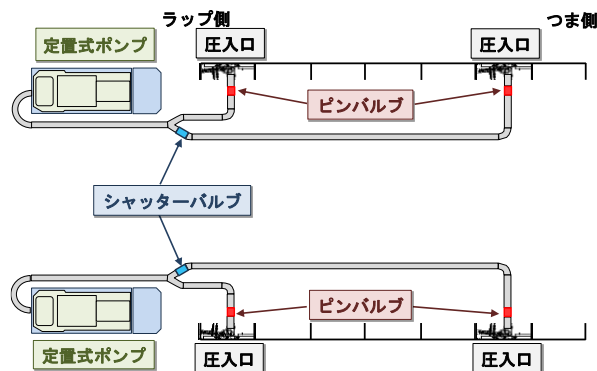 ラップ側
つま側
定置式ポンプ
圧入口
圧入口
ピンバルブ
シャッターバルブ
ピンバルブ
定置式ポンプ
圧入口
圧入口